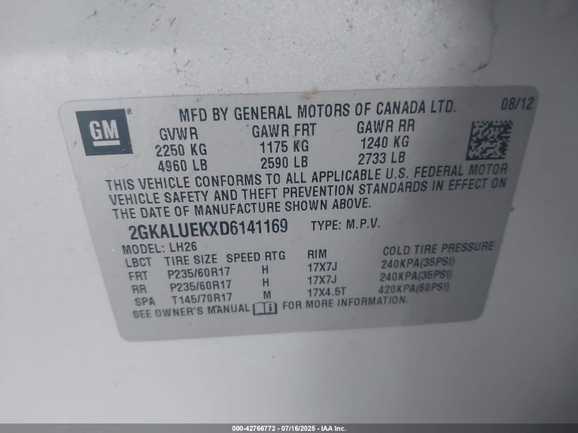 MFD BY GENERAL MOTORS OF CANADA LTD. 08/12
GM
GVWR GAWR FRT GAWR RR
2250 KG 1175 KG 1240 KG
4960 LB 2590 LB 2733 LB
THIS VEHICLE CONFORMS TO ALL APPLICABLE U.S. FEDERAL MOTOR
VEHICLE SAFETY AND THEFT PREVENTION STANDARDS IN EFFECT ON
THE DATE OF MANUFACTURE SHOWN ABOVE.
2GKALUEKXD6141169 TYPE: M.P.V.
MODEL: LH26
LBCT TIRE SIZE SPEED RTG RIM COLD TIRE PRESSURE
FRT P235/60R17 H 17X7J 240KPA(35PSI)
RR P235/60R17 H 17X7J 240KPA(35PSI)
SPA T145/70R17 M 17X4.5T 420KPA(60PSI)
SEE OWNER'S MANUAL FOR MORE INFORMATION.
000-42766772 - 07/16/2025 - IAA Inc.